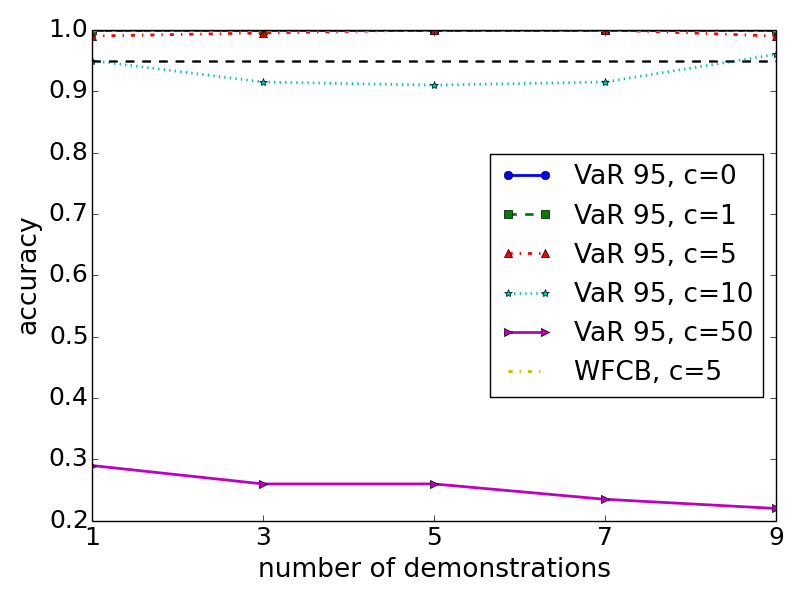 1.0
0.9
0.8
0.7
0.6
0.5
0.4
0.3
0.2
accuracy
VaR 95, c=0
VaR 95, c=1
VaR 95, c=5
VaR 95, c=10
VaR 95, c=50
WFCB, c=5
1 3 5 7 9
number of demonstrations